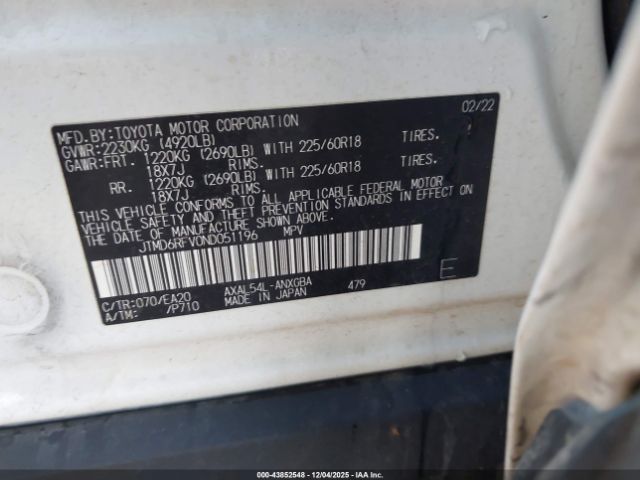 MFD.BY:TOYOTA MOTOR CORPORATION 02/22
GVWR:2230KG (4920LB)
GAWR:FRT. 1220KG (2690LB) WITH 225/60R18 TIRES.
18X7J RIMS.
RR. 1220KG (2690LB) WITH 225/60R18 TIRES.
18X7J RIMS.
THIS VEHICLE CONFORMS TO ALL APPLICABLE FEDERAL MOTOR
VEHICLE SAFETY AND THEFT PREVENTION STANDARDS IN EFFECT ON
THE DATE OF MANUFACTURE SHOWN ABOVE.
JTMD6RFV0ND051196 MPV
C/TR:070/EA20 AXAL54L-ANXGBA 479
A/TM: /P710 MADE IN JAPAN
E
000-43852548 - 12/04/2025 - IAAI.com